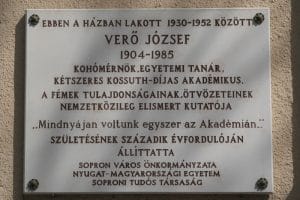 EBBEN A HÁZBAN LAKOTT 1930-1952 KÖZÖTT
VERŐ JÓZSEF
1904-1985
KOHÓMÉRNÖK, EGYETEMI TANÁR,
KÉTSZERES KOSSUTH-DÍJAS AKADÉMIKUS,
A FÉMEK TULAJDONSÁGAINAK, ÖTVÖZETEINEK
NEMZETKÖZILEG ELISMERT KUTATÓJA
„Mindnyájan voltunk egyszer az Akadémián..”
SZÜLETÉSÉNEK SZÁZADIK ÉVFORDULÓJÁN
ÁLLÍTTATTA
SOPRON VÁROS ÖNKORMÁNYZATA
NYUGAT-MAGYARORSZÁGI EGYETEM
SOPRONI TUDÓS TÁRSASÁG